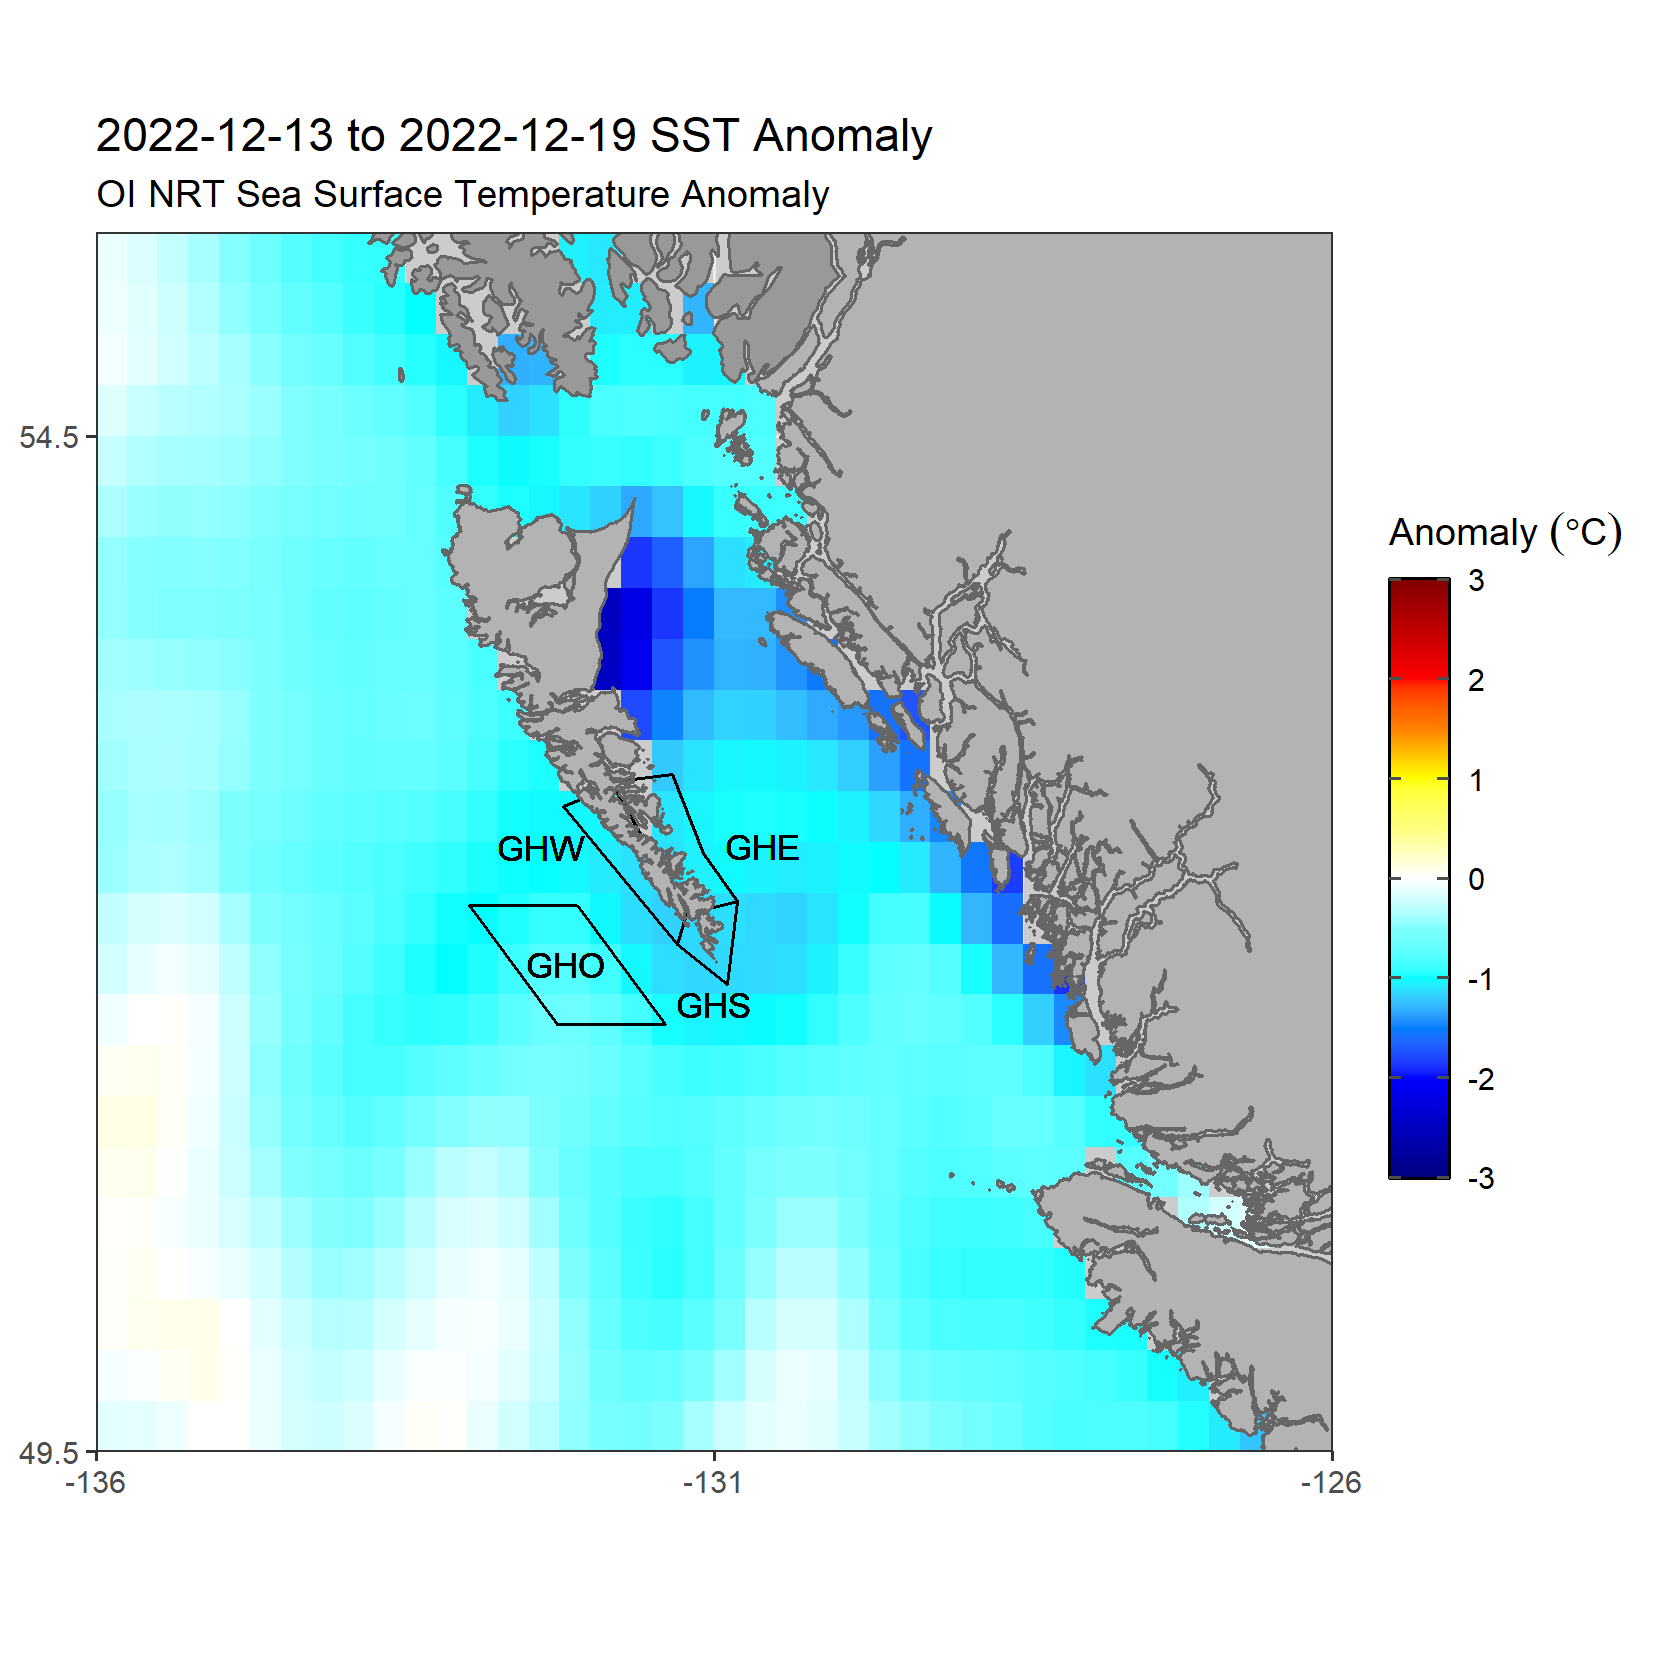 2022-12-13 to 2022-12-19 SST Anomaly
OI NRT Sea Surface Temperature Anomaly
54.5
49.5
-136
-131
-126
GHW
GHE
GHO
GHS
Anomaly (°C)
3
2
1
0
-1
-2
-3